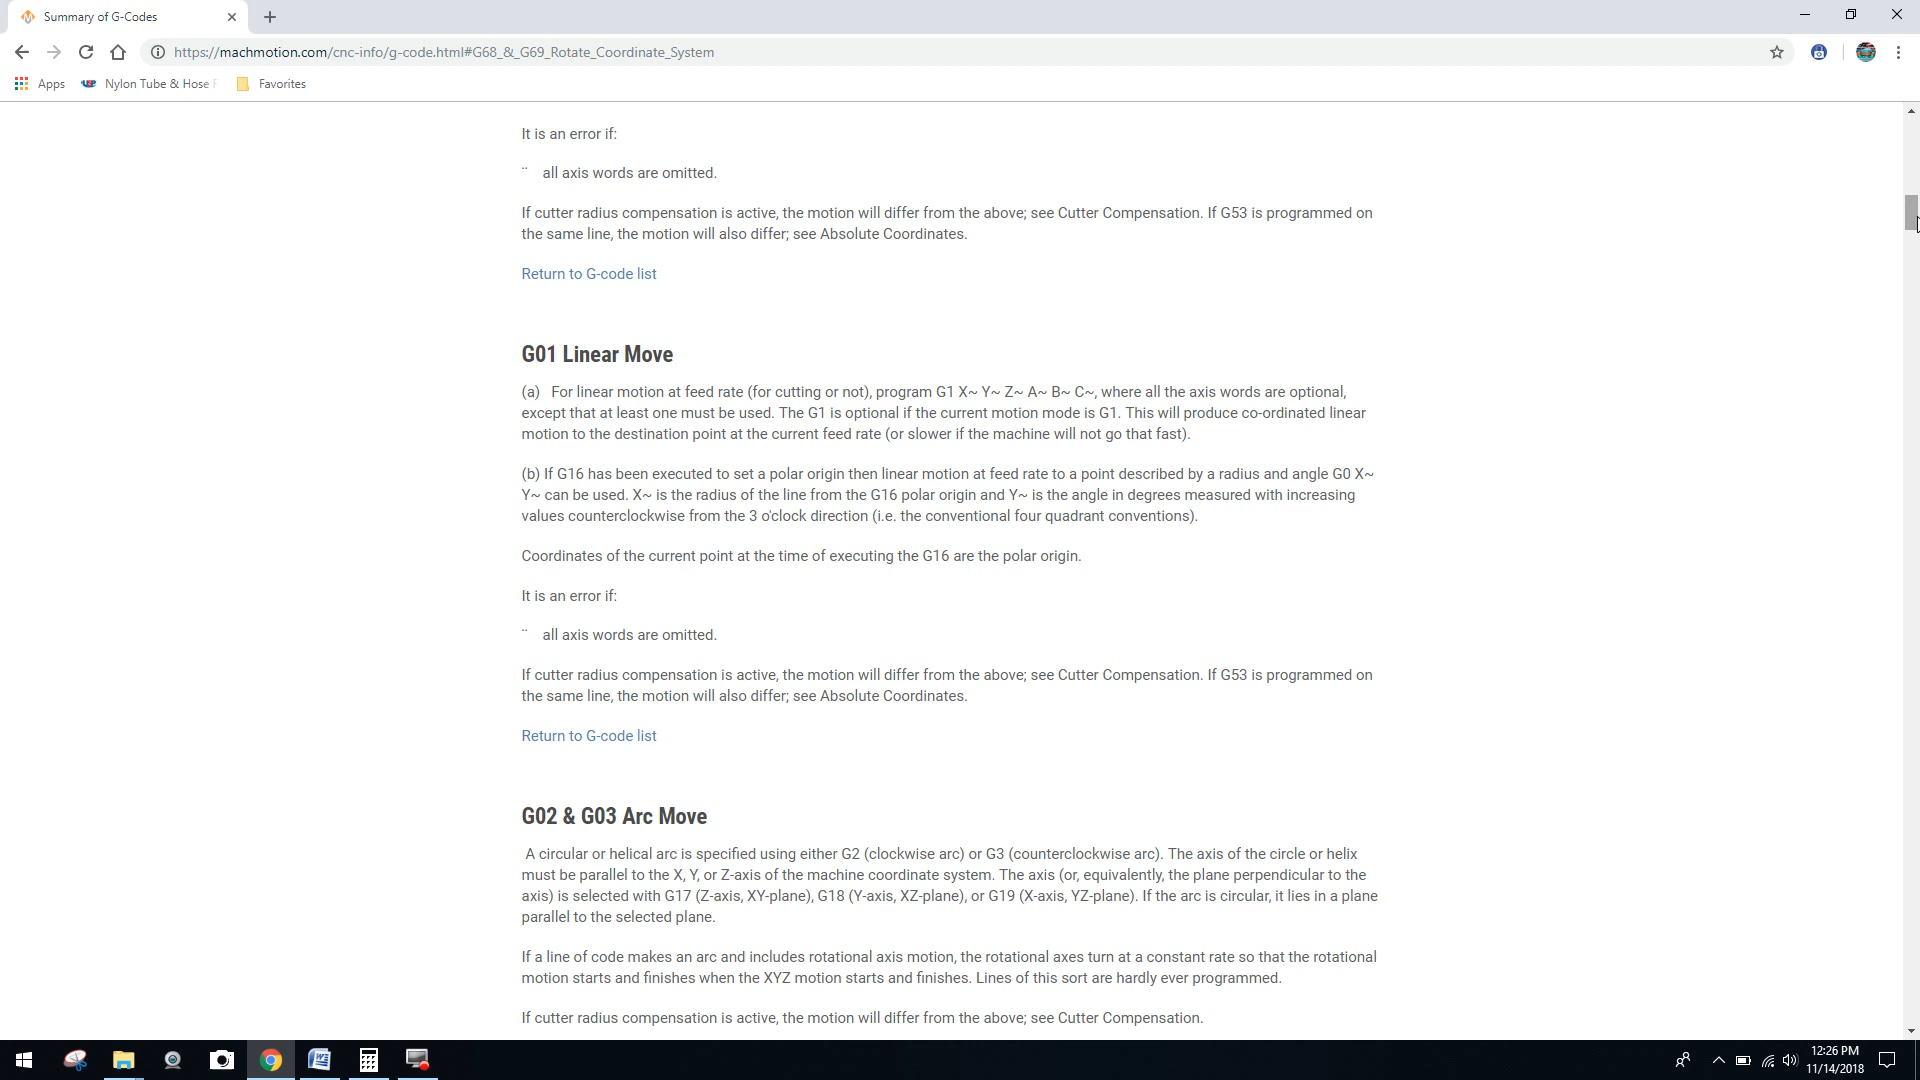 Summary of G-Codes
https://machmotion.com/cnc-info/g-code.html#G68_&_G69_Rotate_Coordinate_System
Apps
Nylon Tube & Hose
Favorites
It is an error if:
¨ all axis words are omitted.
If cutter radius compensation is active, the motion will differ from the above; see Cutter Compensation. If G53 is programmed on
the same line, the motion will also differ; see Absolute Coordinates.
Return to G-code list
G01 Linear Move
(a) For linear motion at feed rate (for cutting or not), program G1 X~ Y~ Z~ A~ B~ C~, where all the axis words are optional,
except that at least one must be used. The G1 is optional if the current motion mode is G1. This will produce co-ordinated linear
motion to the destination point at the current feed rate (or slower if the machine will not go that fast).
(b) If G16 has been executed to set a polar origin then linear motion at feed rate to a point described by a radius and angle G0 X~
Y~ can be used. X~ is the radius of the line from the G16 polar origin and Y~ is the angle in degrees measured with increasing
values counterclockwise from the 3 o'clock direction (i.e. the conventional four quadrant conventions).
Coordinates of the current point at the time of executing the G16 are the polar origin.
It is an error if:
¨ all axis words are omitted.
If cutter radius compensation is active, the motion will differ from the above; see Cutter Compensation. If G53 is programmed on
the same line, the motion will also differ; see Absolute Coordinates.
Return to G-code list
G02 & G03 Arc Move
A circular or helical arc is specified using either G2 (clockwise arc) or G3 (counterclockwise arc). The axis of the circle or helix
must be parallel to the X, Y, or Z-axis of the machine coordinate system. The axis (or, equivalently, the plane perpendicular to the
axis) is selected with G17 (Z-axis, XY-plane), G18 (Y-axis, XZ-plane), or G19 (X-axis, YZ-plane). If the arc is circular, it lies in a plane
parallel to the selected plane.
If a line of code makes an arc and includes rotational axis motion, the rotational axes turn at a constant rate so that the rotational
motion starts and finishes when the XYZ motion starts and finishes. Lines of this sort are hardly ever programmed.
If cutter radius compensation is active, the motion will differ from the above; see Cutter Compensation.
12:26 PM
11/14/2018